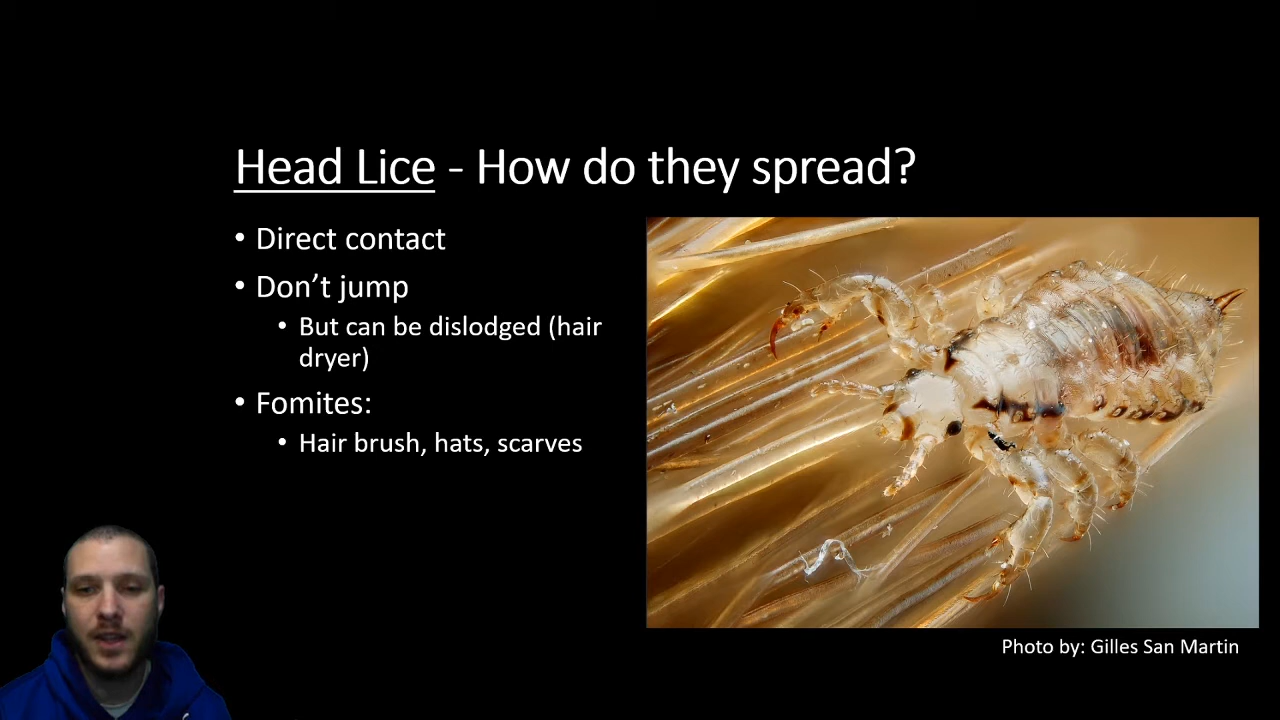 Head Lice - How do they spread?
• Direct contact
• Don’t jump
• But can be dislodged (hair
dryer)
• Fomites:
• Hair brush, hats, scarves
Photo by: Gilles San Martin